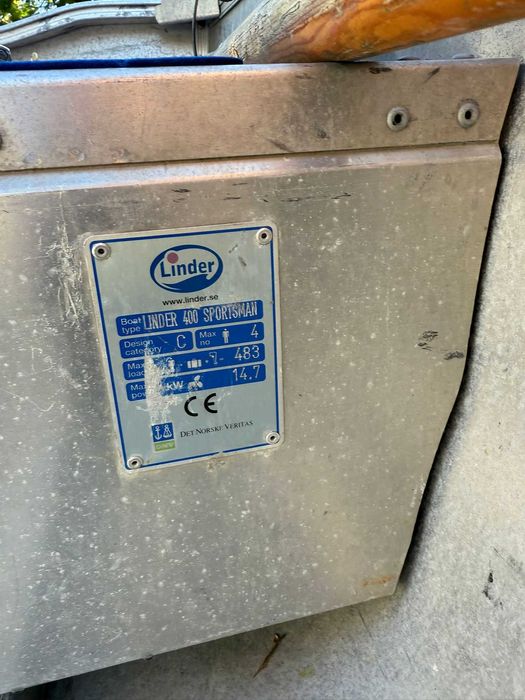 Linder
www.linder.se
Boat type LINDER 400 SPORTSMAN
Design category C Max no 4
Max load 483
Max kW 14.7
CE
DET NORSKE VERITAS